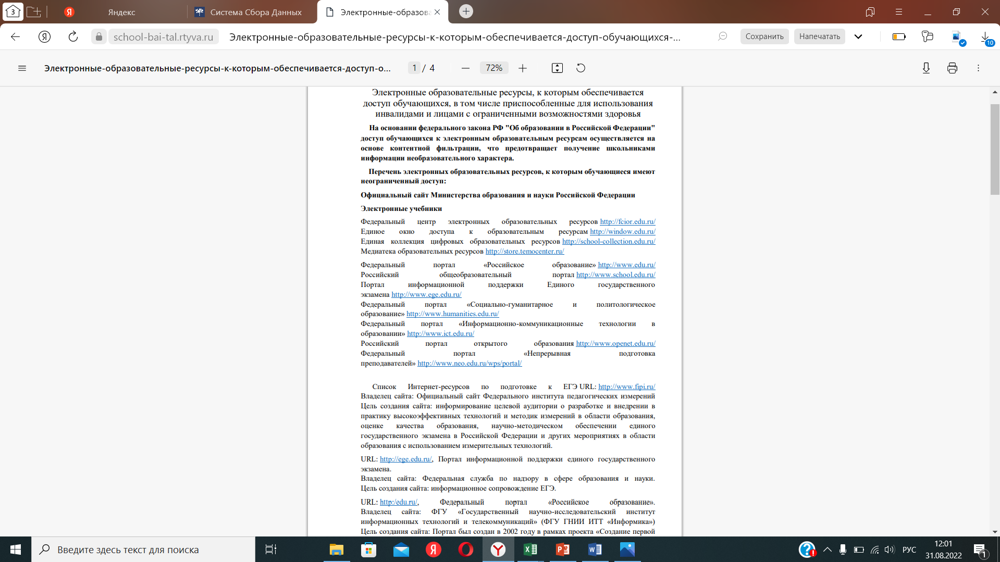 3
Яндекс
Система Сбора Данных
Электронные-образова
school-bai-tal.rtyva.ru
Электронные-образовательные-ресурсы-к-которым-обеспечивается-доступ-обучающихся-...
Сохранить
Напечатать
10
Электронные-образовательные-ресурсы-к-которым-обеспечивается-доступ-о...
1 / 4
72%
Электронные образовательные ресурсы, к которым обеспечивается
доступ обучающихся, в том числе приспособленные для использования
инвалидами и лицами с ограниченными возможностями здоровья
На основании федерального закона РФ "Об образовании в Российской Федерации"
доступ обучающихся к электронным образовательным ресурсам осуществляется на
основе контентной фильтрации, что предотвращает получение школьниками
информации необразовательного характера.
Перечень электронных образовательных ресурсов, к которым обучающиеся имеют
неограниченный доступ:
Официальный сайт Министерства образования и науки Российской Федерации
Электронные учебники
Федеральный центр электронных образовательных ресурсов http://fcior.edu.ru/
Единое окно доступа к образовательным ресурсам http://window.edu.ru/
Единая коллекция цифровых образовательных ресурсов http://school-collection.edu.ru/
Медиатека образовательных ресурсов http://store.temocenter.ru/
Федеральный портал «Российское образование» http://www.edu.ru/
Российский общеобразовательный портал http://www.school.edu.ru/
Портал информационной поддержки Единого государственного
экзамена http://www.ege.edu.ru/
Федеральный портал «Социально-гуманитарное и политологическое
образование» http://www.humanities.edu.ru/
Федеральный портал «Информационно-коммуникационные технологии в
образовании» http://www.ict.edu.ru/
Российский портал открытого образования http://www.openet.edu.ru/
Федеральный портал «Непрерывная подготовка
преподавателей» http://www.neo.edu.ru/wps/portal/
Список Интернет-ресурсов по подготовке к ЕГЭ URL: http://www.fipi.ru/
Владелец сайта: Официальный сайт Федерального института педагогических измерений
Цель создания сайта: информирование целевой аудитории о разработке и внедрении в
практику высокоэффективных технологий и методик измерений в области образования,
оценке качества образования, научно-методическом обеспечении единого
государственного экзамена в Российской Федерации и других мероприятиях в области
образования с использованием измерительных технологий.
URL: http://ege.edu.ru/, Портал информационной поддержки единого государственного
экзамена.
Владелец сайта: Федеральная служба по надзору в сфере образования и науки.
Цель создания сайта: информационное сопровождение ЕГЭ.
URL: http:/edu.ru/, Федеральный портал «Российское образование».
Владелец сайта: ФГУ «Государственный научно-исследовательский институт
информационных технологий и телекоммуникаций» (ФГУ ГНИИ ИТТ «Информика»)
Цель создания сайта: Портал был создан в 2002 году в рамках проекта «Создание первой
Введите здесь текст для поиска
РУС
12:01
31.08.2022
1